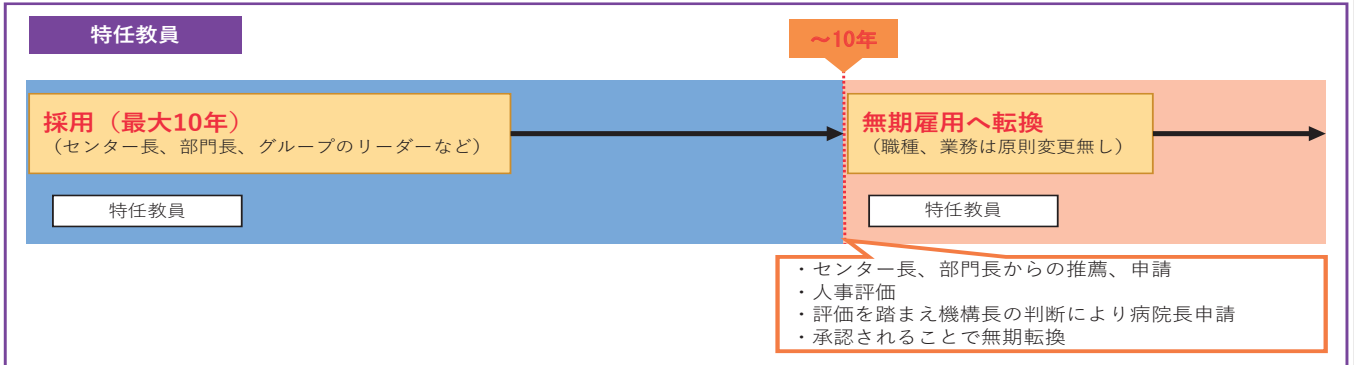 特任教員
～10年
採用（最大10年）
（センター長、部門長、グループのリーダーなど）
無期雇用へ転換
（職種、業務は原則変更無し）
特任教員
特任教員
・センター長、部門長からの推薦、申請
・人事評価
・評価を踏まえ機構長の判断により病院長申請
・承認されることで無期転換